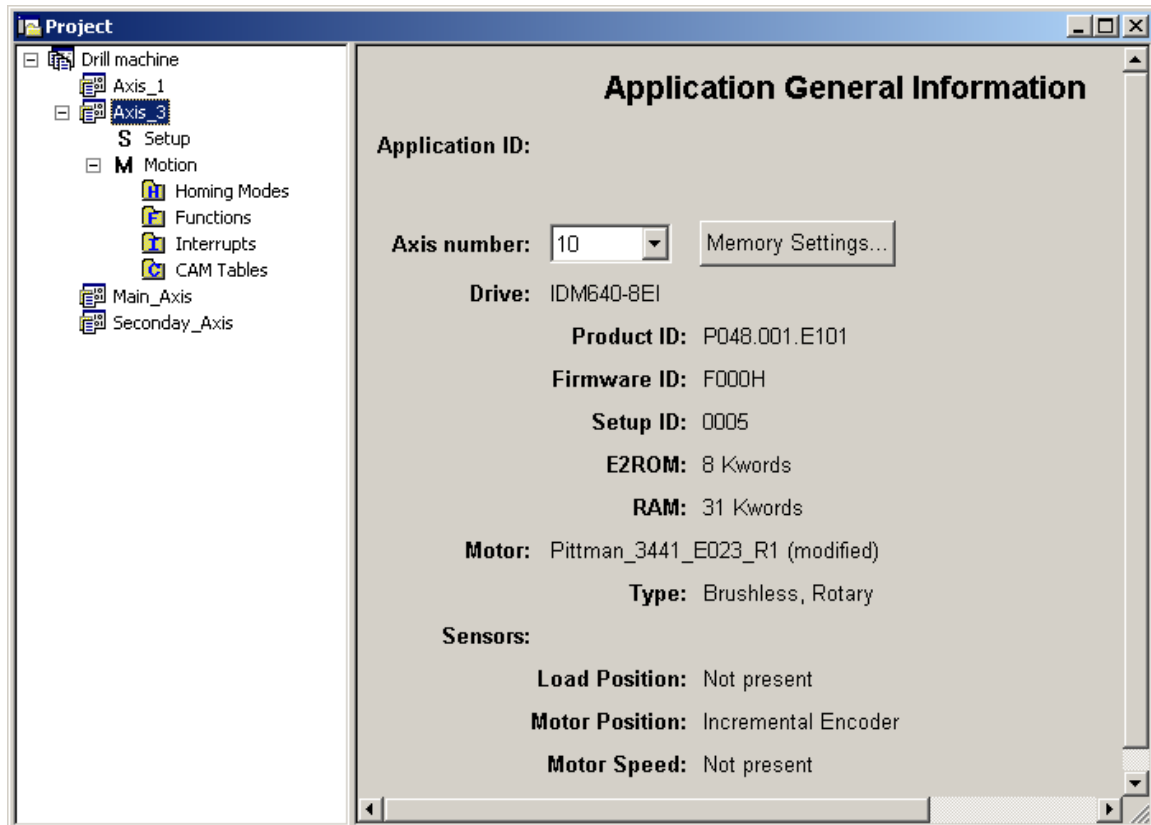 Project
Drill machine
Axis_1
Axis_3
S Setup
M Motion
H Homing Modes
F Functions
I Interrupts
C CAM Tables
Main_Axis
Seconday_Axis
Application General Information
Application ID:
Axis number: 10 Memory Settings...
Drive: IDM640-8EI
Product ID: P048.001.E101
Firmware ID: F000H
Setup ID: 0005
E2ROM: 8 Kwords
RAM: 31 Kwords
Motor: Pittman_3441_E023_R1 (modified)
Type: Brushless, Rotary
Sensors:
Load Position: Not present
Motor Position: Incremental Encoder
Motor Speed: Not present